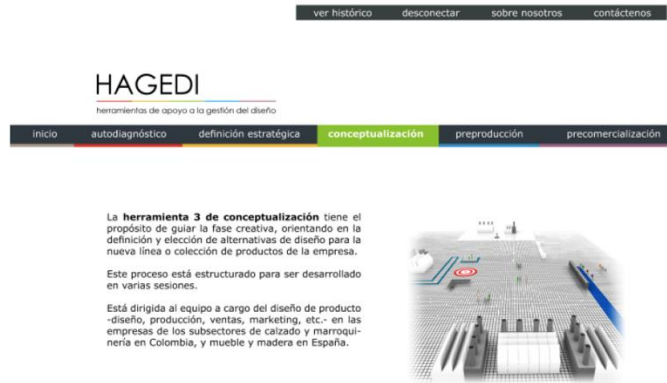 ver histórico desconectar sobre nosotros contáctenos
HAGEDI
herramientas de apoyo a la gestión del diseño
inicio autodiagnóstico definición estratégica conceptualización preproducción precomercialización
La herramienta 3 de conceptualización tiene el
propósito de guiar la fase creativa, orientando en la
definición y elección de alternativas de diseño para la
nueva línea o colección de productos de la empresa.
Este proceso está estructurado para ser desarrollado
en varias sesiones.
Está dirigida al equipo a cargo del diseño de producto
-diseño, producción, ventas, marketing, etc.- en las
empresas de los subsectores de calzado y marroqui-
nería en Colombia, y mueble y madera en España.